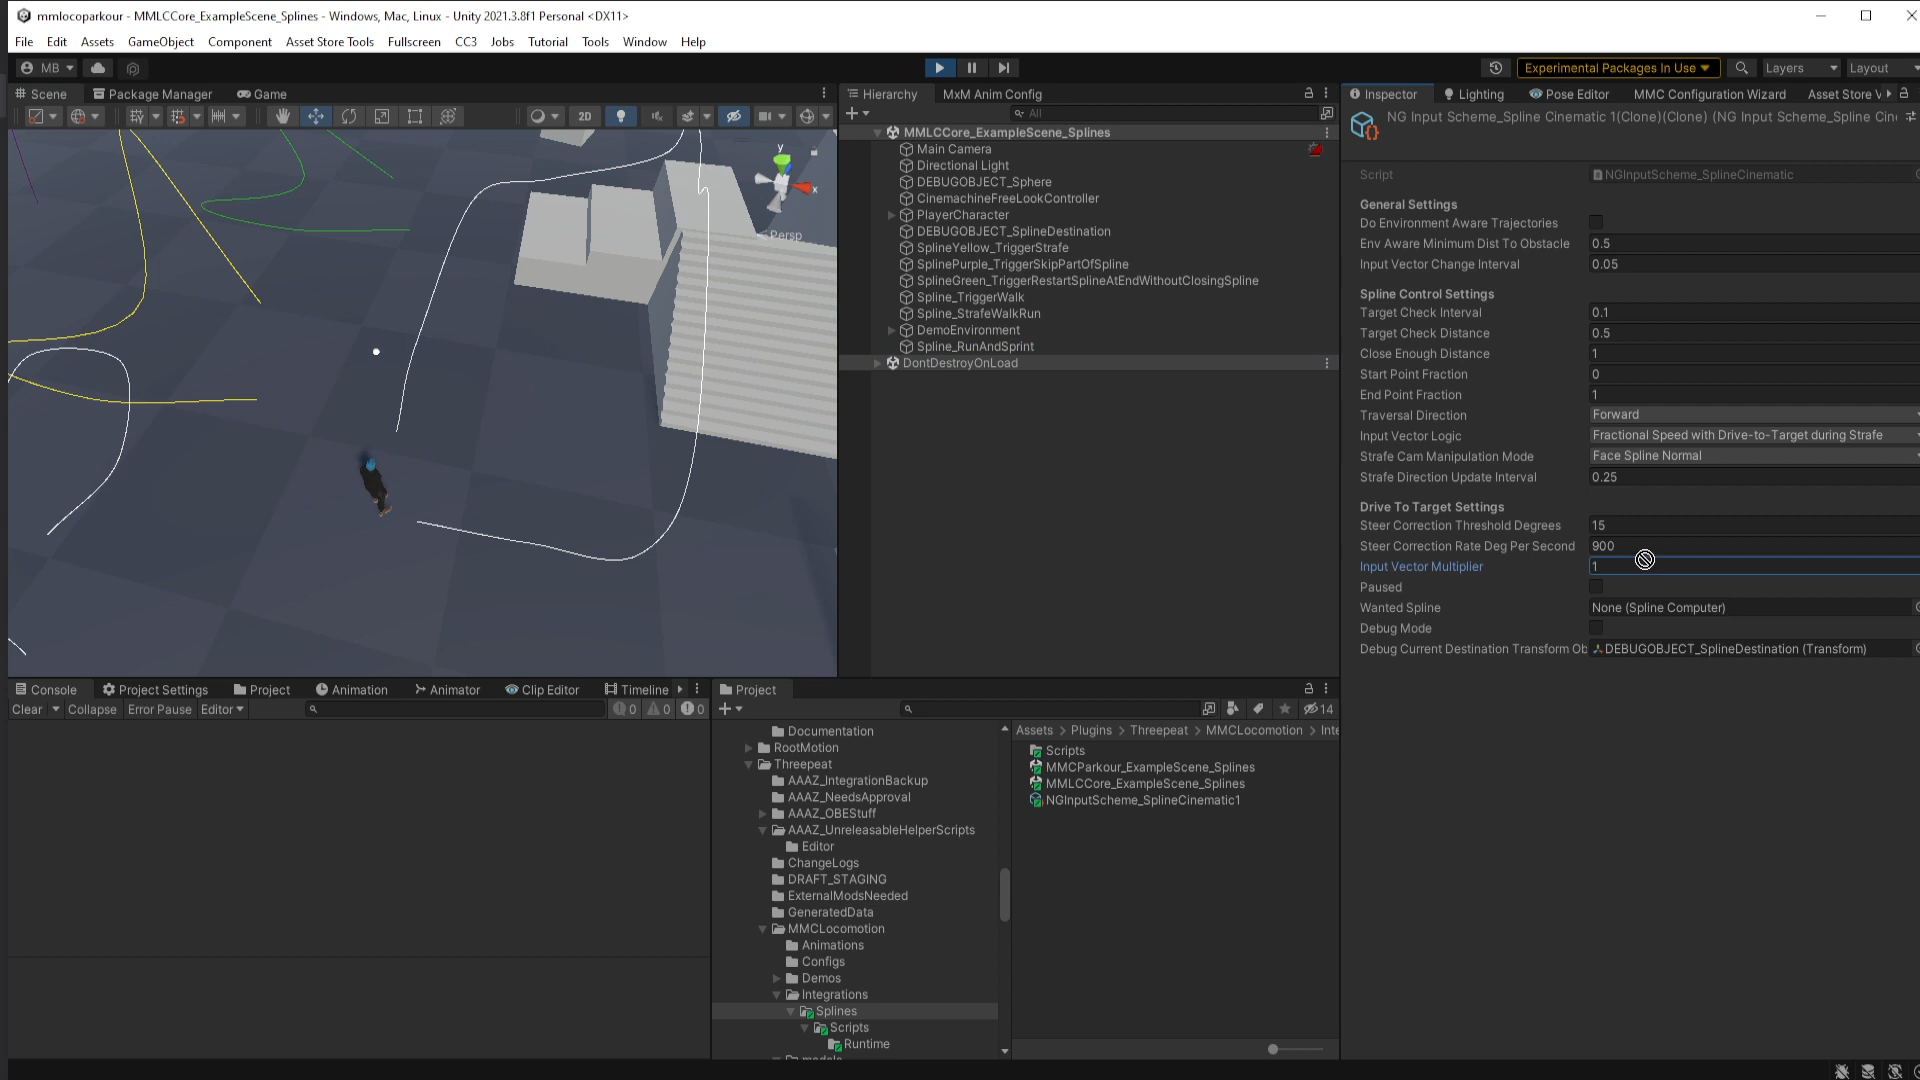 mmlocoparkour - MMLCCore_ExampleScene_Splines - Windows, Mac, Linux - Unity 2021.3.8f1 Personal <DX11>
File Edit Assets GameObject Component Asset Store Tools Fullscreen CC3 Jobs Tutorial Tools Window Help
MB
Experimental Packages In Use
Layers
Layout
Scene
Package Manager
Game
2D
y
x
Persp
Hierarchy
MxM Anim Config
All
MMLCCore_ExampleScene_Splines
Main Camera
Directional Light
DEBUGOBJECT_Sphere
CinemachineFreeLookController
PlayerCharacter
DEBUGOBJECT_SplineDestination
SplineYellow_TriggerStrafe
SplinePurple_TriggerSkipPartOfSpline
SplineGreen_TriggerRestartSplineAtEndWithoutClosingSpline
Spline_TriggerWalk
Spline_StrafeWalkRun
DemoEnvironment
Spline_RunAndSprint
DontDestroyOnLoad
Inspector
Lighting
Pose Editor
MMC Configuration Wizard
Asset Store V
NG Input Scheme_Spline Cinematic 1(Clone)(Clone) (NG Input Scheme_Spline Cin
Script NGInputScheme_SplineCinematic
General Settings
Do Environment Aware Trajectories
Env Aware Minimum Dist To Obstacle 0.5
Input Vector Change Interval 0.05
Spline Control Settings
Target Check Interval 0.1
Target Check Distance 0.5
Close Enough Distance 1
Start Point Fraction 0
End Point Fraction 1
Traversal Direction Forward
Input Vector Logic Fractional Speed with Drive-to-Target during Strafe
Strafe Cam Manipulation Mode Face Spline Normal
Strafe Direction Update Interval 0.25
Drive To Target Settings
Steer Correction Threshold Degrees 15
Steer Correction Rate Deg Per Second 900
Input Vector Multiplier 1
Paused
Wanted Spline None (Spline Computer)
Debug Mode
Debug Current Destination Transform Ob DEBUGOBJECT_SplineDestination (Transform)
Console
Project Settings
Project
Animation
Animator
Clip Editor
Timeline
Clear Collapse Error Pause Editor 0 0 0
Project
14
Documentation
RootMotion
Threepeat
AAAZ_IntegrationBackup
AAAZ_NeedsApproval
AAAZ_OBEStuff
AAAZ_UnreleasableHelperScripts
Editor
ChangeLogs
DRAFT_STAGING
ExternalModsNeeded
GeneratedData
MMCLocomotion
Animations
Configs
Demos
Integrations
Splines
Scripts
Runtime
Assets > Plugins > Threepeat > MMCLocomotion > Inte
Scripts
MMCParkour_ExampleScene_Splines
MMLCCore_ExampleScene_Splines
NGInputScheme_SplineCinematic1